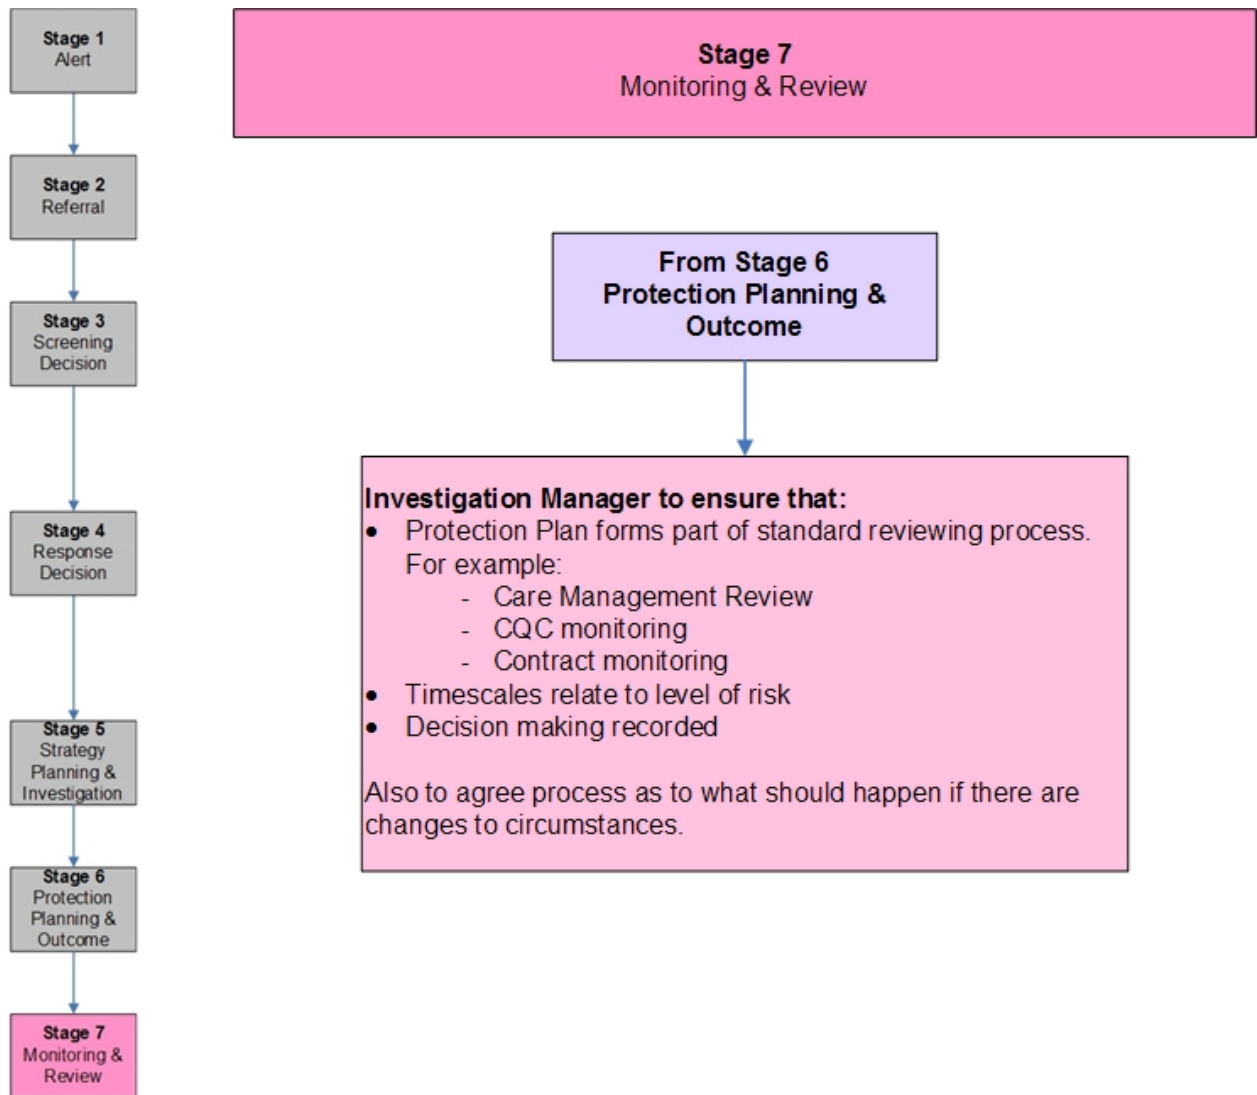 Stage 1
Alert
Stage 2
Referral
Stage 3
Screening
Decision
Stage 4
Response
Decision
Stage 5
Strategy
Planning &
Investigation
Stage 6
Protection
Planning &
Outcome
Stage 7
Monitoring &
Review
Stage 7
Monitoring & Review
From Stage 6
Protection Planning &
Outcome
Investigation Manager to ensure that:
• Protection Plan forms part of standard reviewing process.
For example:
- Care Management Review
- CQC monitoring
- Contract monitoring
• Timescales relate to level of risk
• Decision making recorded
Also to agree process as to what should happen if there are
changes to circumstances.